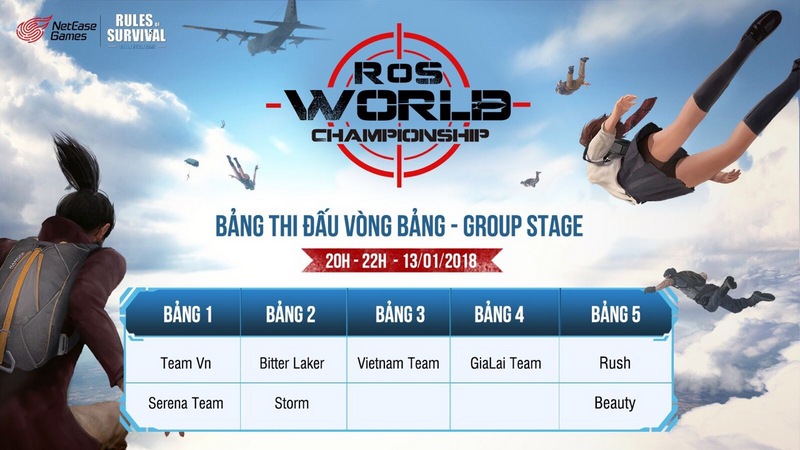 NetEase
Games
RULES OF
SURVIVAL
RoS
WORLD
CHAMPIONSHIP
BẢNG THI ĐẤU VÒNG BẢNG - GROUP STAGE
20H - 22H - 13/01/2018
BẢNG 1 BẢNG 2 BẢNG 3 BẢNG 4 BẢNG 5
Team Vn Bitter Laker Vietnam Team GiaLai Team Rush
Serena Team Storm Beauty